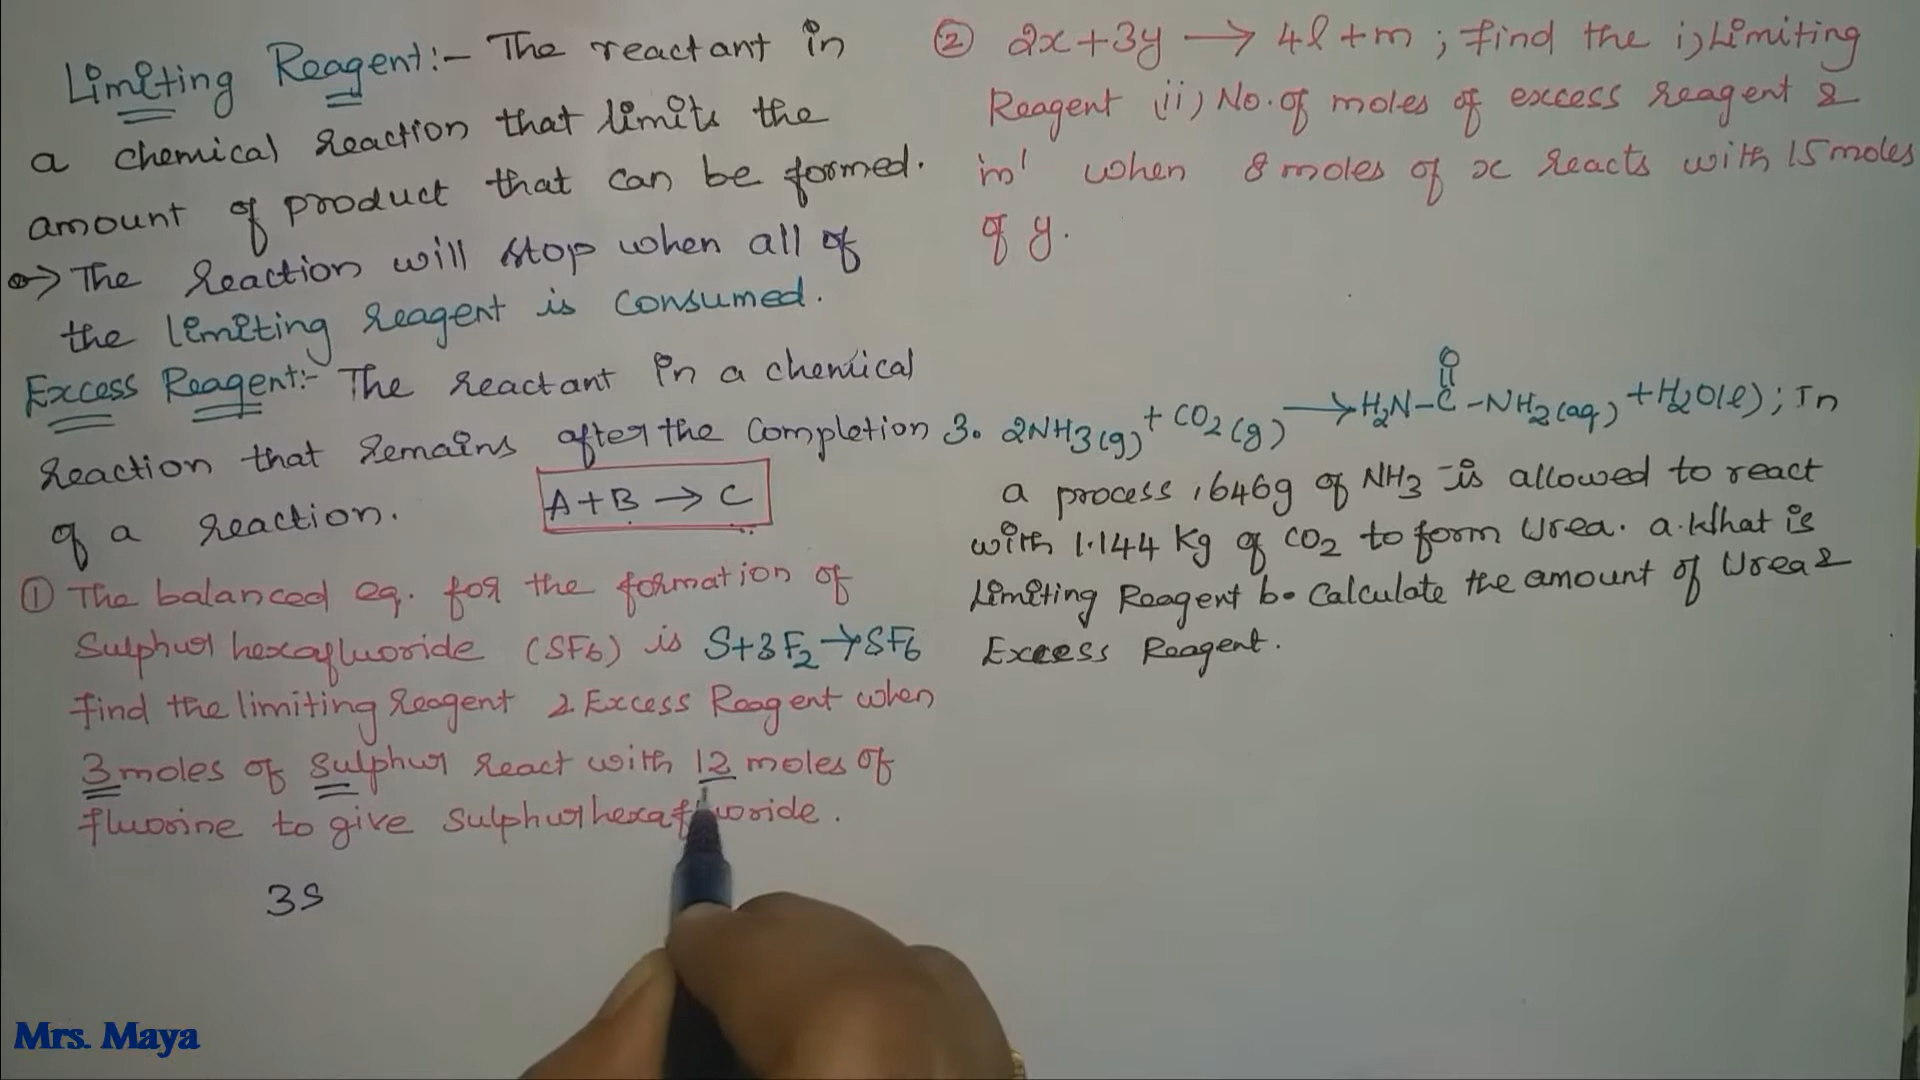 Limiting Reagent:- The reactant in
a chemical reaction that limits the
amount of product that can be formed.
→ The reaction will stop when all of
the limiting reagent is consumed.
Excess Reagent:- The reactant in a chemical
reaction that remains after the completion
of a reaction.
A+B → C
① The balanced eq. for the formation of
Sulphur hexafluoride (SF6) is S+3F2→SF6
find the limiting reagent & Excess Reagent when
3 moles of sulphur react with 12 moles of
fluorine to give sulphurhexafluoride.
3S
② 2x+3y → 4l+m ; find the i) Limiting
Reagent (ii) No. of moles of excess reagent &
'm' when 8 moles of x reacts with 15 moles
of y.
O
3. 2NH3(g) + CO2(g) → H2N-C-NH2(aq) + H2O(l) ; In
a process, 646g of NH3 is allowed to react
with 1.144 kg of CO2 to form Urea. a. What is
Limiting Reagent b. Calculate the amount of Urea &
Excess Reagent.
Mrs. Maya